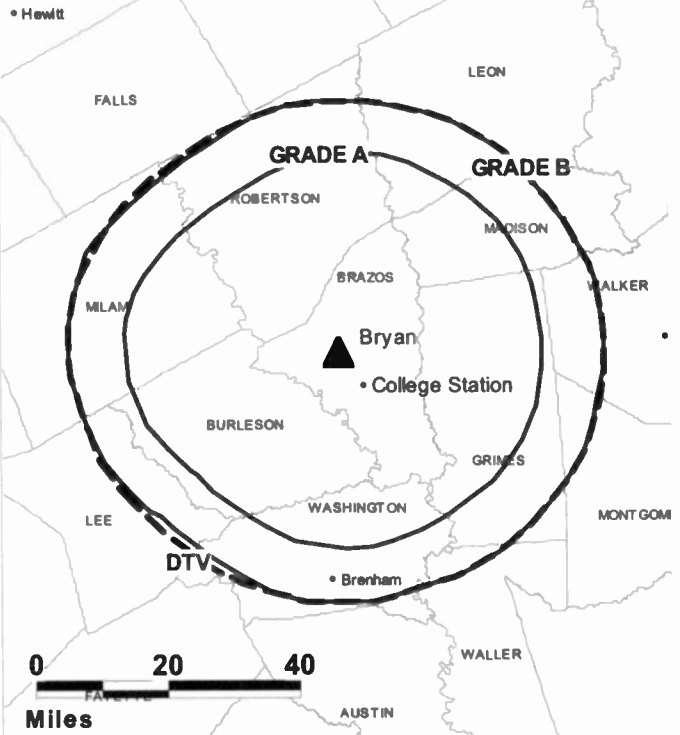 Hewitt
LEON
FALLS
GRADE A
GRADE B
ROBERTSON
MADISON
BRAZOS
WALKER
MILAM
Bryan
College Station
BURLESON
GRIMES
WASHINGTON
LEE
MONTGOM
DTV
Brenham
WALLER
0 20 40
FAYETTE
Miles
AUSTIN